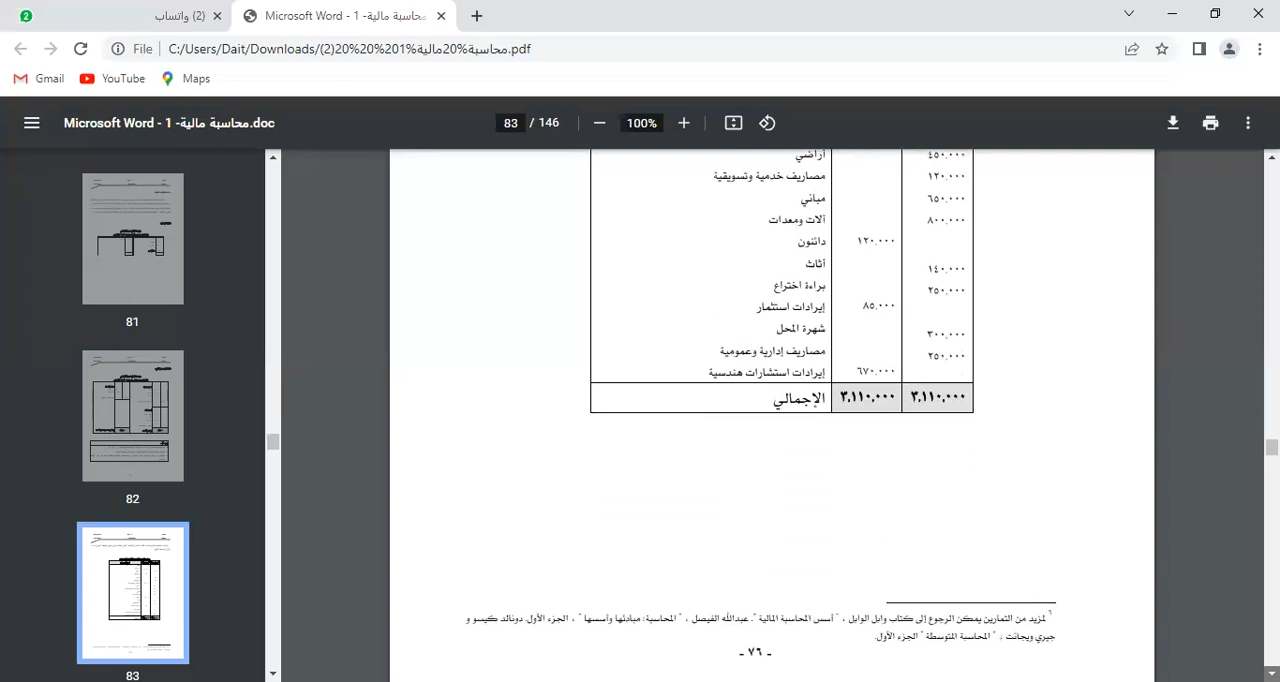 (2) واتساب
Microsoft Word - 1 -محاسبة مالية
File
C:/Users/Dait/Downloads/(2)20%20%201%محاسبة%20مالية.pdf
Gmail
YouTube
Maps
Microsoft Word - 1 -محاسبة مالية.doc
83 / 146
100%
81
82
83
٤٥٠,٠٠٠ أراضي
١٢٠,٠٠٠ مصاريف خدمية وتسويقية
٦٥٠,٠٠٠ مباني
٨٠٠,٠٠٠ آلات ومعدات
١٢٠,٠٠٠ دائنون
١٤٠,٠٠٠ أثاث
٢٥٠,٠٠٠ براءة اختراع
٨٥,٠٠٠ إيرادات استثمار
٣٠٠,٠٠٠ شهرة المحل
٢٥٠,٠٠٠ مصاريف إدارية وعمومية
٦٧٠,٠٠٠ إيرادات استشارات هندسية
٣,١١٠,٠٠٠ ٣,١١٠,٠٠٠ الإجمالي
٦ لمزيد من التمارين يمكن الرجوع إلى كتاب وابل الوابل ، " أسس المحاسبة المالية ". عبدالله الفيصل ، " المحاسبة: مبادئها وأسسها " ، الجزء الأول. دونالد كيسو و
جيري ويجانت ، " المحاسبة المتوسطة " الجزء الأول.
- ٧٦ -